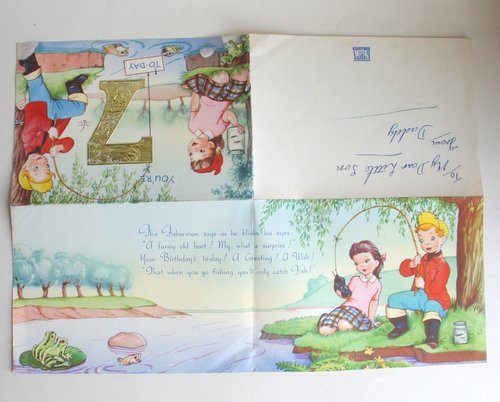 YOU'RE
7
TO-DAY
To My Dear Little Son
from Daddy
This Fisherman says as he blinks his eyes
"A funny old boot? My, what a surprise!"
Your Birthday's to-day! A Greeting! A Wish!
"That when you go fishing you'll only catch Fish!"